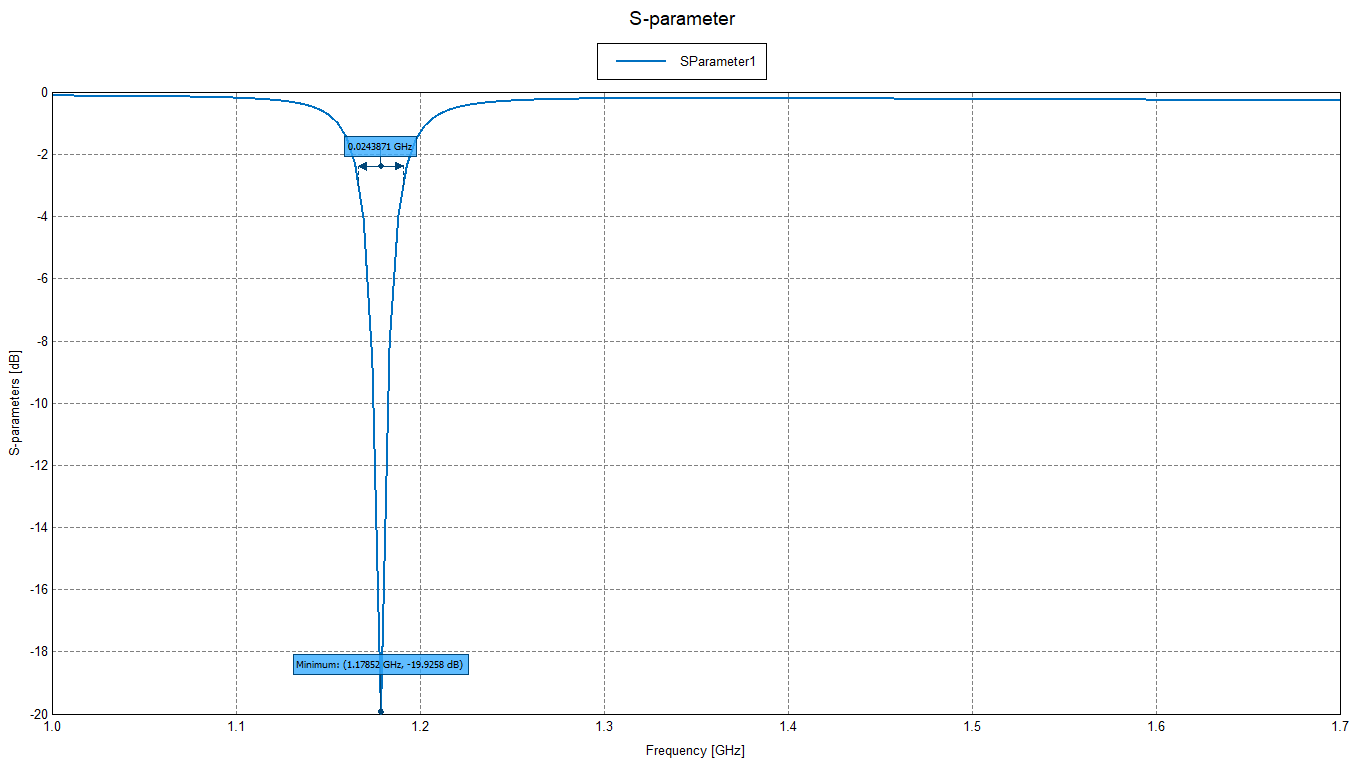 S-parameter
SParameter1
0
-2
-4
-6
-8
-10
-12
-14
-16
-18
-20
S-parameters [dB]
0.0243871 GHz
Minimum: (1.17852 GHz, -19.9258 dB)
1.0 1.1 1.2 1.3 1.4 1.5 1.6 1.7
Frequency [GHz]